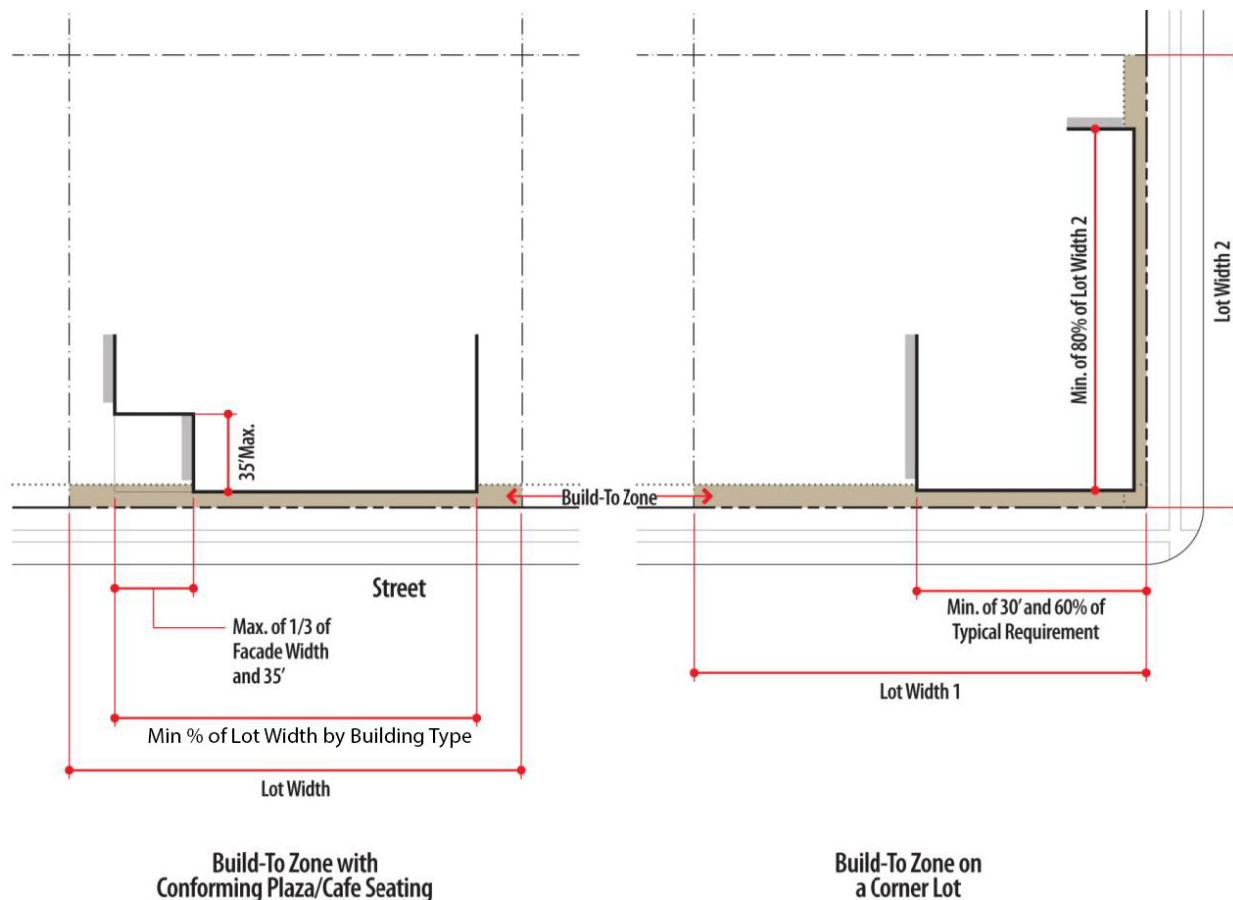 35'Max.
Build-To Zone
Street
Max. of 1/3 of
Facade Width
and 35'
Min % of Lot Width by Building Type
Lot Width
Build-To Zone with
Conforming Plaza/Cafe Seating
Min. of 80% of Lot Width 2
Lot Width 2
Min. of 30' and 60% of
Typical Requirement
Lot Width 1
Build-To Zone on
a Corner Lot